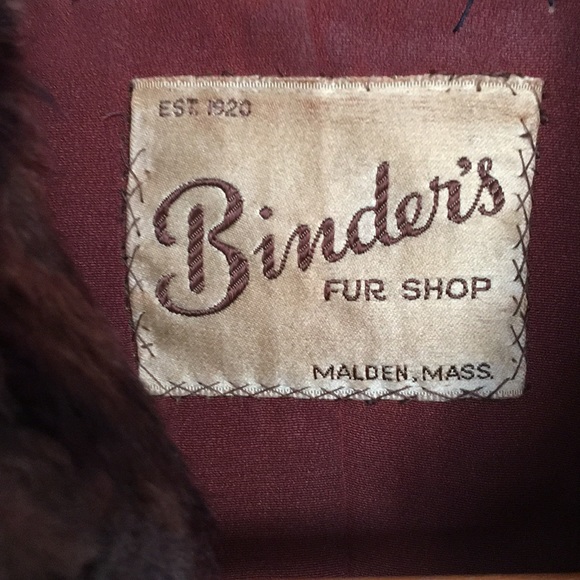 EST. 1920
Binder's
FUR SHOP
MALDEN, MASS.